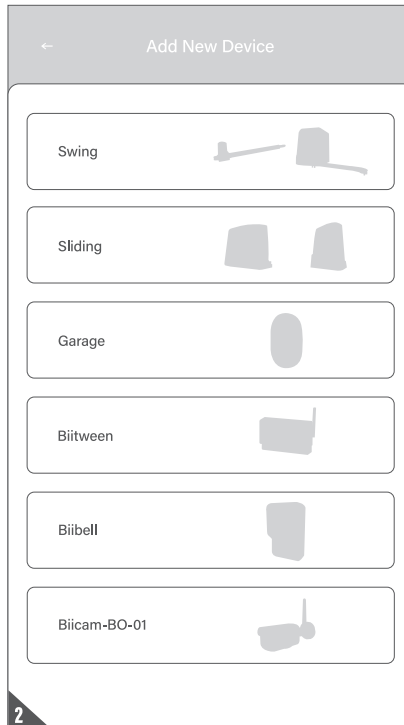 ← Add New Device
Swing
Sliding
Garage
Biitween
Biibell
Biicam-BO-01
2